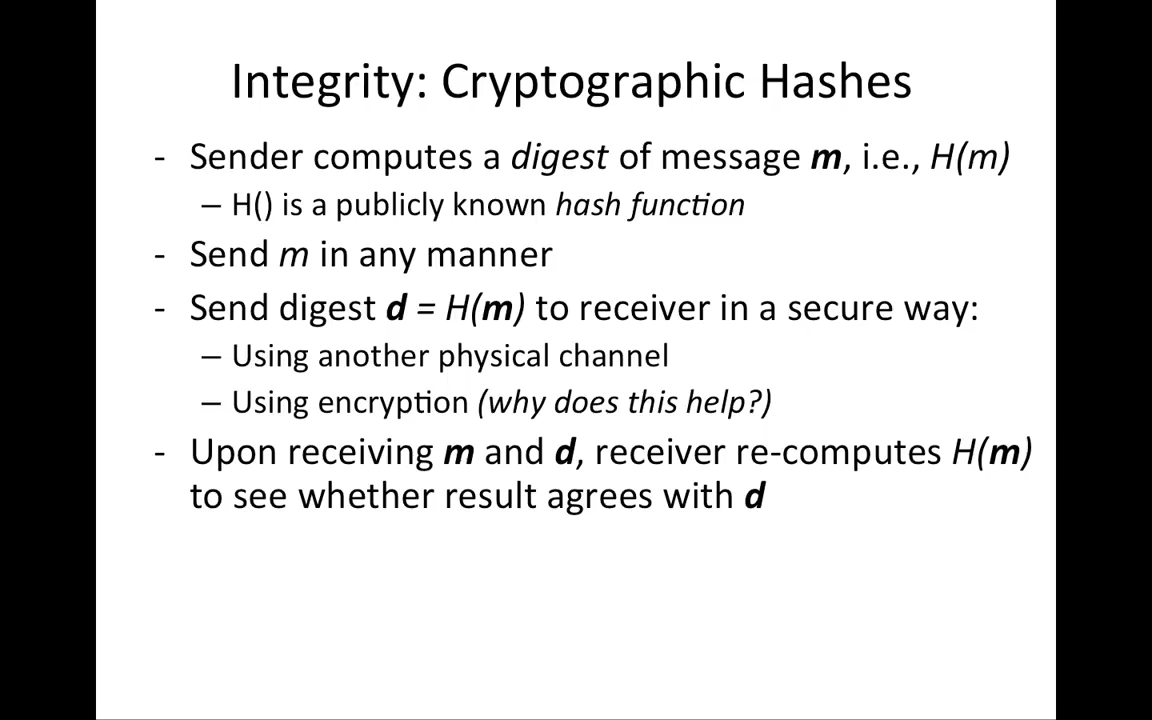 Integrity: Cryptographic Hashes
- Sender computes a digest of message m, i.e., H(m)
– H() is a publicly known hash function
- Send m in any manner
- Send digest d = H(m) to receiver in a secure way:
– Using another physical channel
– Using encryption (why does this help?)
- Upon receiving m and d, receiver re-computes H(m)
to see whether result agrees with d